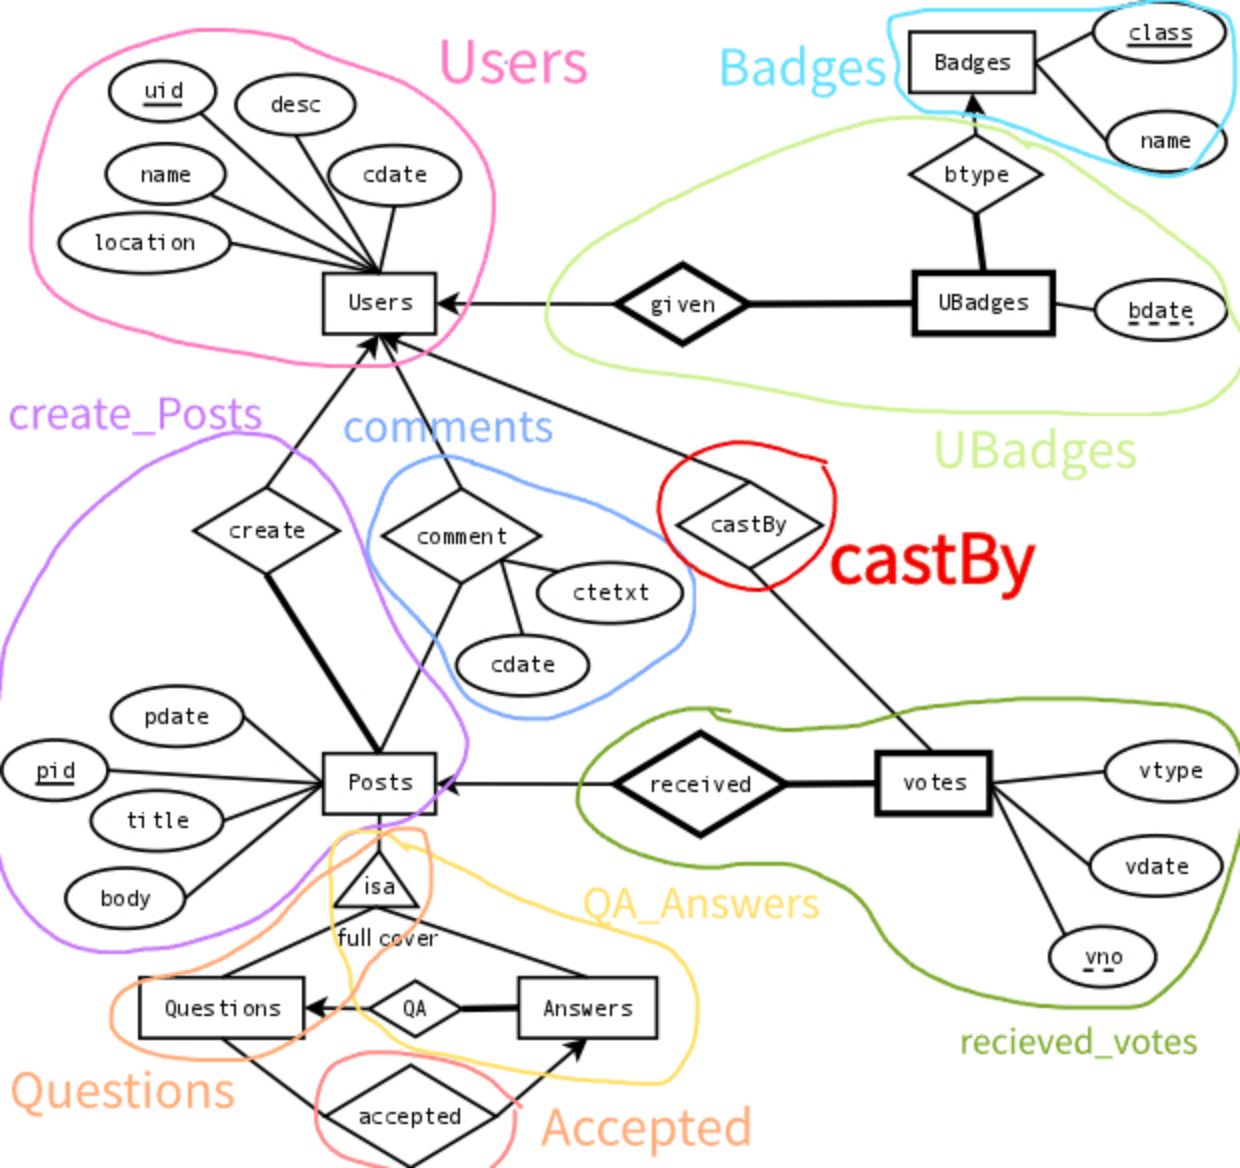 Users
Badges
Badges
class
name
uid
desc
name
cdate
location
btype
Users
given
UBadges
bdate
create_Posts
comments
UBadges
create
comment
castBy
castBy
ctetxt
cdate
pdate
pid
title
body
Posts
received
votes
vtype
vdate
vno
isa
full cover
QA_Answers
Questions
QA
Answers
recieved_votes
Questions
accepted
Accepted